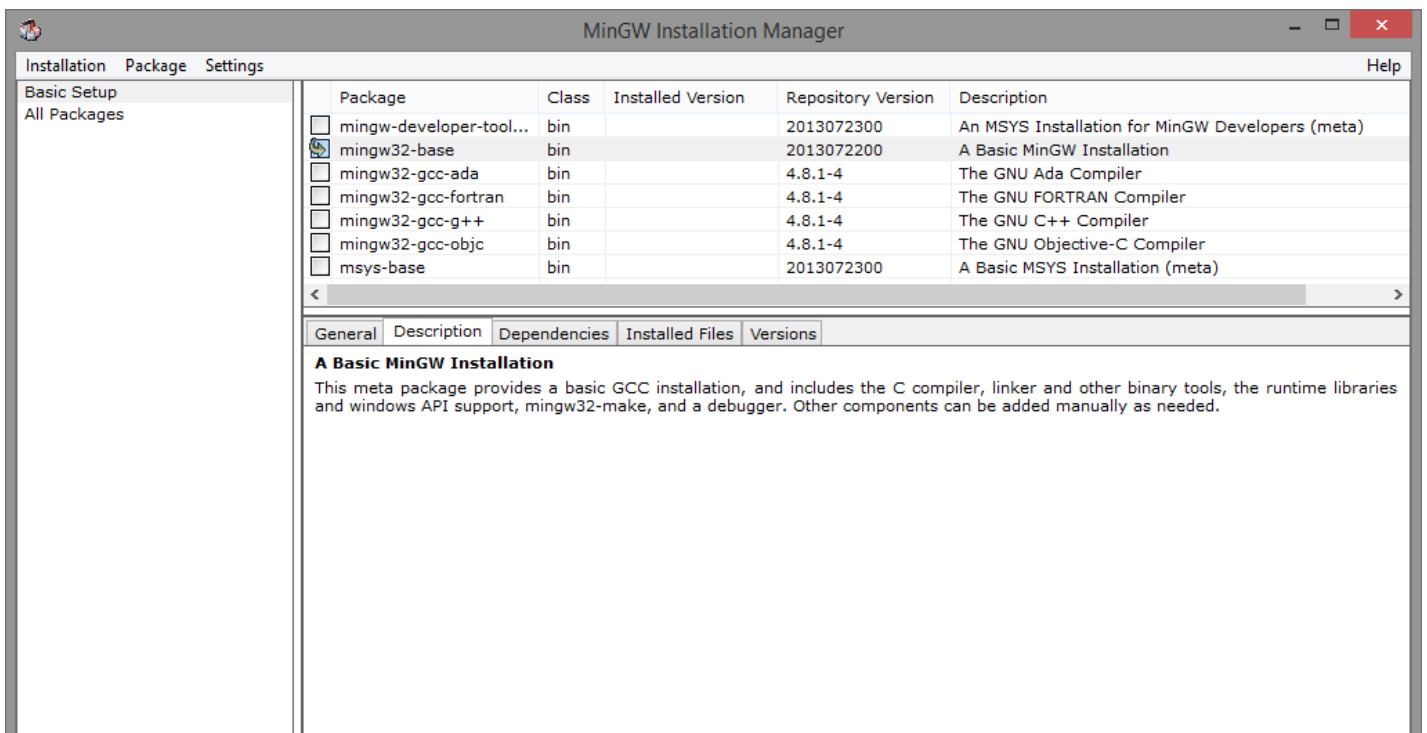 MinGW Installation Manager
Installation Package Settings Help
Basic Setup
All Packages
Package Class Installed Version Repository Version Description
mingw-developer-tool... bin 2013072300 An MSYS Installation for MinGW Developers (meta)
mingw32-base bin 2013072200 A Basic MinGW Installation
mingw32-gcc-ada bin 4.8.1-4 The GNU Ada Compiler
mingw32-gcc-fortran bin 4.8.1-4 The GNU FORTRAN Compiler
mingw32-gcc-g++ bin 4.8.1-4 The GNU C++ Compiler
mingw32-gcc-objc bin 4.8.1-4 The GNU Objective-C Compiler
msys-base bin 2013072300 A Basic MSYS Installation (meta)
General Description Dependencies Installed Files Versions
A Basic MinGW Installation
This meta package provides a basic GCC installation, and includes the C compiler, linker and other binary tools, the runtime libraries
and windows API support, mingw32-make, and a debugger. Other components can be added manually as needed.